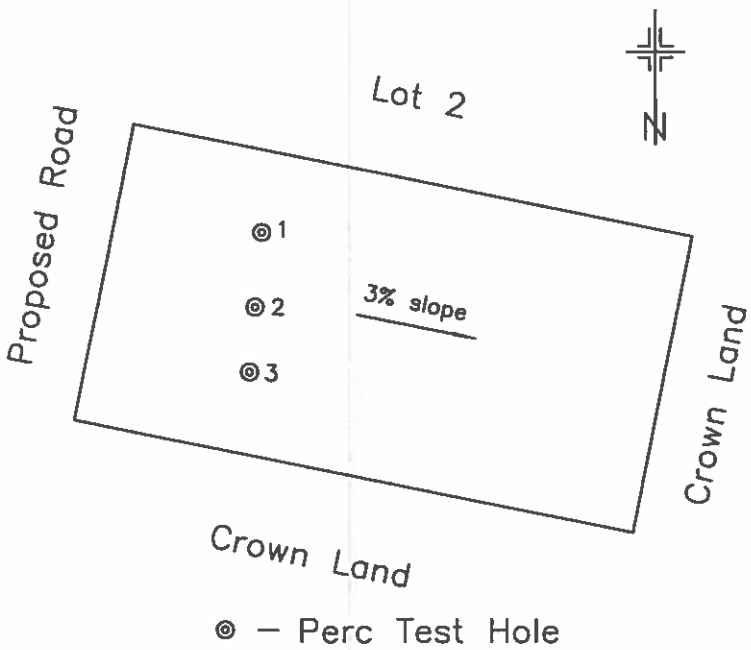 Lot 2
N
Proposed Road
1
2
3
3% slope
Crown Land
Crown Land
– Perc Test Hole